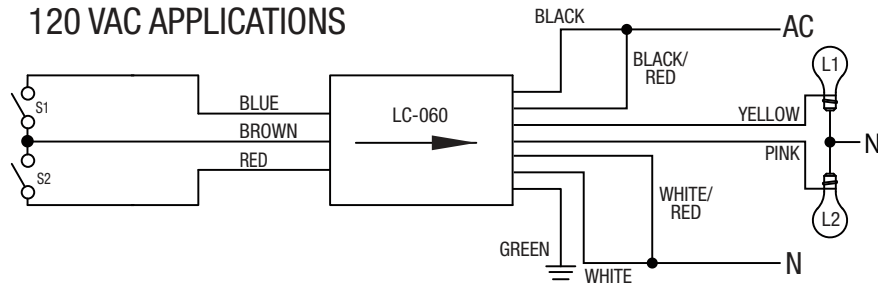 120 VAC APPLICATIONS
BLACK
AC
BLACK/
RED
L1
S1
BLUE
LC-060
YELLOW
BROWN
N
PINK
RED
S2
WHITE/
RED
L2
GREEN
WHITE
N